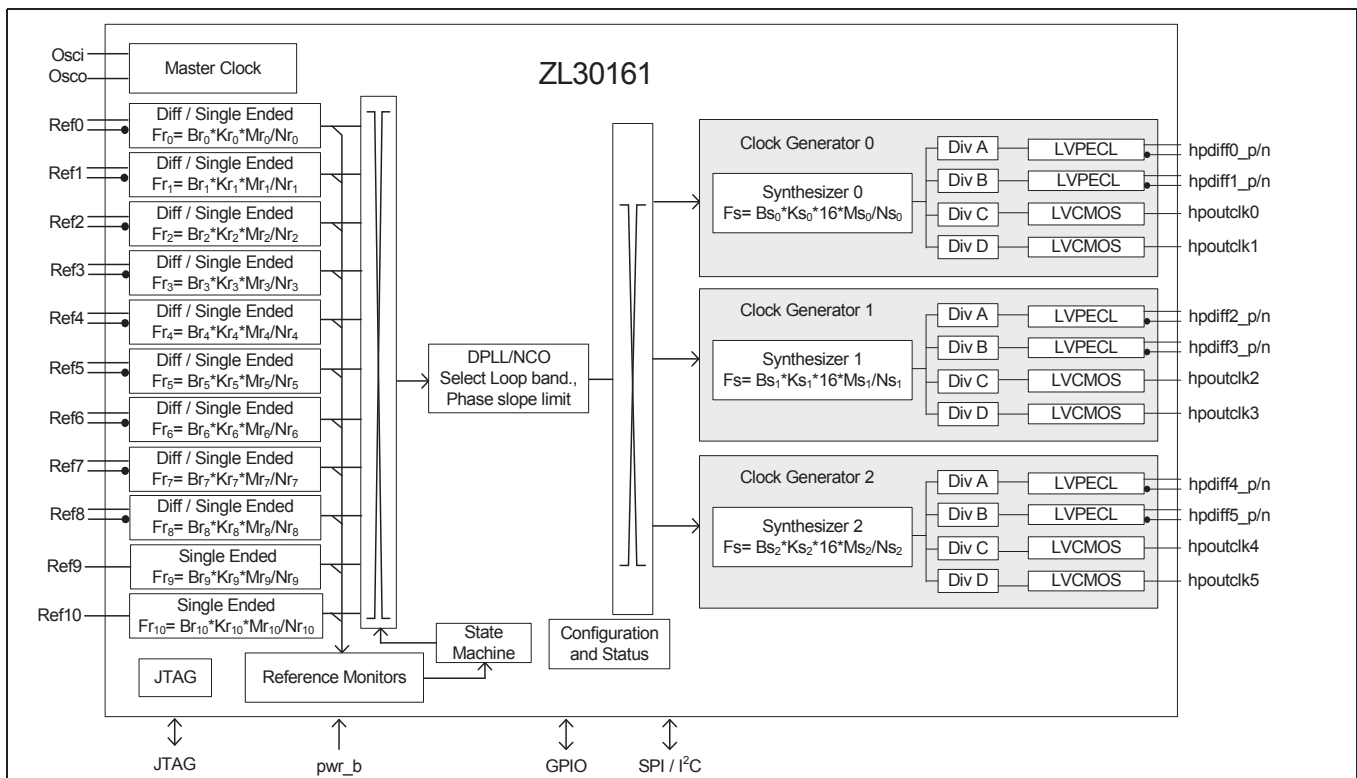 ZL30161
Osci
Osco
Master Clock
Ref0
Diff / Single Ended
Fr₀= Br₀*Kr₀*Mr₀/Nr₀
Ref1
Diff / Single Ended
Fr₁= Br₁*Kr₁*Mr₁/Nr₁
Ref2
Diff / Single Ended
Fr₂= Br₂*Kr₂*Mr₂/Nr₂
Ref3
Diff / Single Ended
Fr₃= Br₃*Kr₃*Mr₃/Nr₃
Ref4
Diff / Single Ended
Fr₄= Br₄*Kr₄*Mr₄/Nr₄
Ref5
Diff / Single Ended
Fr₅= Br₅*Kr₅*Mr₅/Nr₅
Ref6
Diff / Single Ended
Fr₆= Br₆*Kr₆*Mr₆/Nr₆
Ref7
Diff / Single Ended
Fr₇= Br₇*Kr₇*Mr₇/Nr₇
Ref8
Diff / Single Ended
Fr₈= Br₈*Kr₈*Mr₈/Nr₈
Ref9
Single Ended
Fr₉= Br₉*Kr₉*Mr₉/Nr₉
Ref10
Single Ended
Fr₁₀= Br₁₀*Kr₁₀*Mr₁₀/Nr₁₀
JTAG
Reference Monitors
State
Machine
DPLL/NCO
Select Loop band.,
Phase slope limit
Configuration
and Status
Clock Generator 0
Synthesizer 0
Fs= Bs₀*Ks₀*16*Ms₀/Ns₀
Div A
LVPECL
hpdiff0_p/n
Div B
LVPECL
hpdiff1_p/n
Div C
LVCMOS
hpoutclk0
Div D
LVCMOS
hpoutclk1
Clock Generator 1
Synthesizer 1
Fs= Bs₁*Ks₁*16*Ms₁/Ns₁
Div A
LVPECL
hpdiff2_p/n
Div B
LVPECL
hpdiff3_p/n
Div C
LVCMOS
hpoutclk2
Div D
LVCMOS
hpoutclk3
Clock Generator 2
Synthesizer 2
Fs= Bs₂*Ks₂*16*Ms₂/Ns₂
Div A
LVPECL
hpdiff4_p/n
Div B
LVPECL
hpdiff5_p/n
Div C
LVCMOS
hpoutclk4
Div D
LVCMOS
hpoutclk5
JTAG
pwr_b
GPIO
SPI / I²C